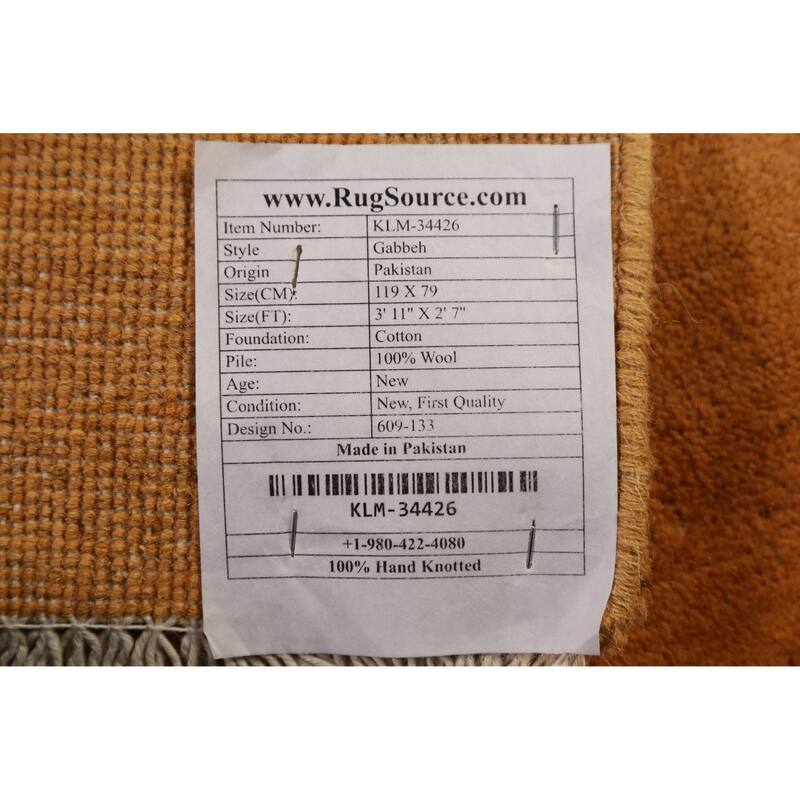 www.RugSource.com
Item Number: KLM-34426
Style Gabbeh
Origin Pakistan
Size(CM): 119 X 79
Size(FT): 3' 11" X 2' 7"
Foundation: Cotton
Pile: 100% Wool
Age: New
Condition: New, First Quality
Design No.: 609-133
Made in Pakistan
KLM-34426
+1-980-422-4080
100% Hand Knotted